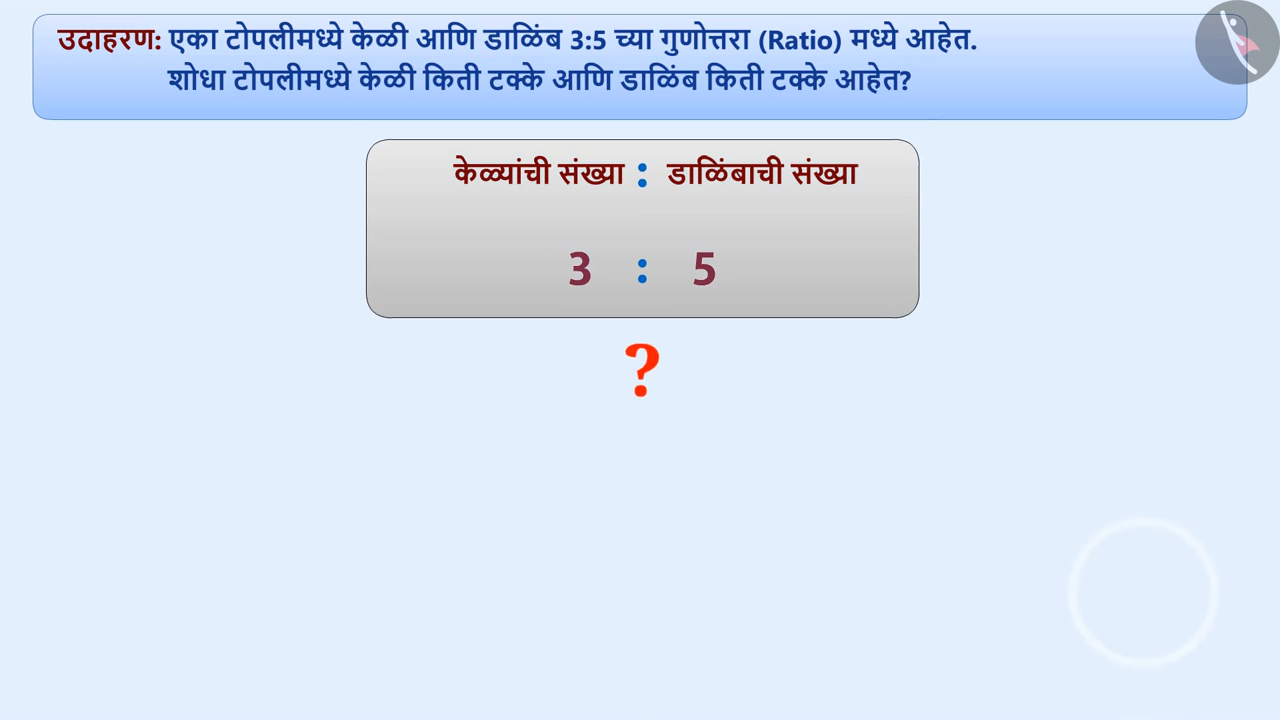 उदाहरण: एका टोपलीमध्ये केळी आणि डाळिंब 3:5 च्या गुणोत्तरा (Ratio) मध्ये आहेत.
शोधा टोपलीमध्ये केळी किती टक्के आणि डाळिंब किती टक्के आहेत?
केळ्यांची संख्या : डाळिंबाची संख्या
3 : 5
?